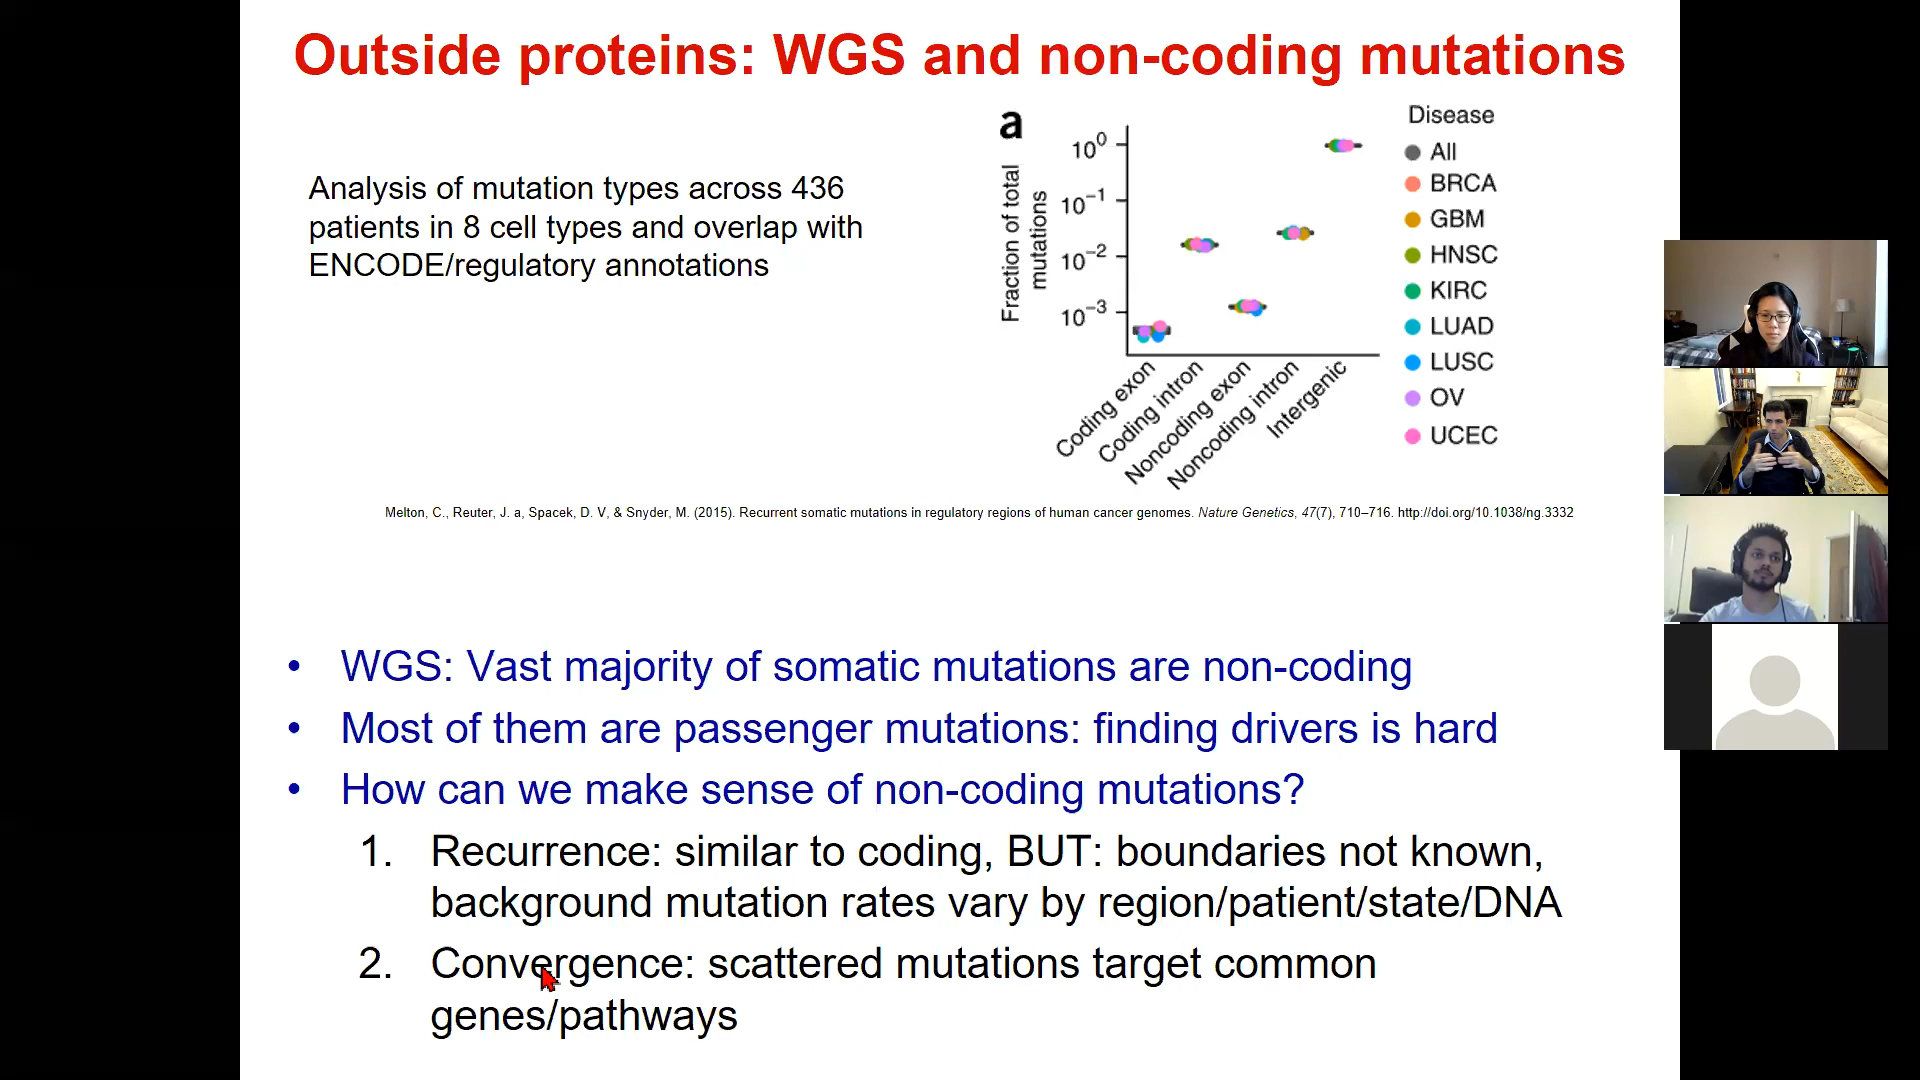 Outside proteins: WGS and non-coding mutations
Analysis of mutation types across 436
patients in 8 cell types and overlap with
ENCODE/regulatory annotations
a
Fraction of total
mutations
10⁰
10⁻¹
10⁻²
10⁻³
Coding exon
Coding intron
Noncoding exon
Noncoding intron
Intergenic
Disease
All
BRCA
GBM
HNSC
KIRC
LUAD
LUSC
OV
UCEC
Melton, C., Reuter, J. a, Spacek, D. V, & Snyder, M. (2015). Recurrent somatic mutations in regulatory regions of human cancer genomes. Nature Genetics, 47(7), 710–716. http://doi.org/10.1038/ng.3332
• WGS: Vast majority of somatic mutations are non-coding
• Most of them are passenger mutations: finding drivers is hard
• How can we make sense of non-coding mutations?
1. Recurrence: similar to coding, BUT: boundaries not known,
background mutation rates vary by region/patient/state/DNA
2. Convergence: scattered mutations target common
genes/pathways